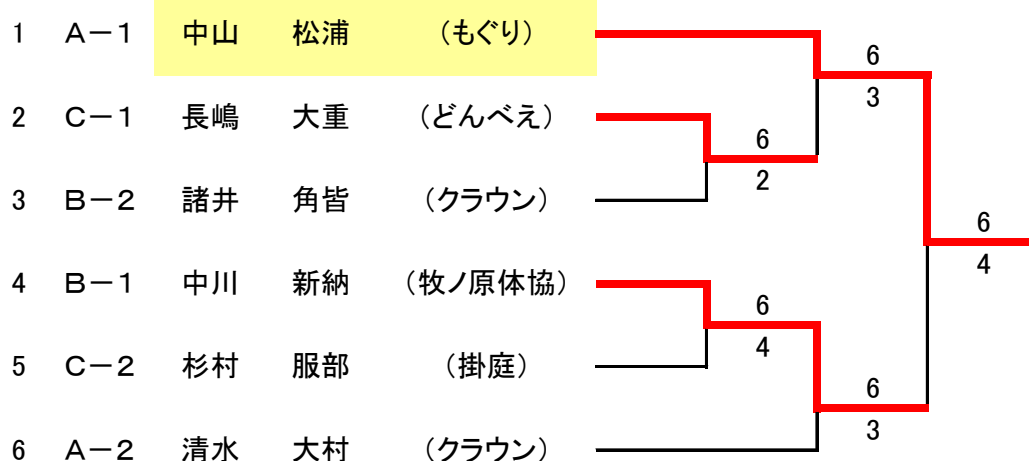 1 A－1 中山 松浦 （もぐり）
6
3
2 C－1 長嶋 大重 （どんべえ）
6
2
3 B－2 諸井 角皆 （クラウン）
6
4
4 B－1 中川 新納 （牧ノ原体協）
6
4
5 C－2 杉村 服部 （掛庭）
6
3
6 A－2 清水 大村 （クラウン）